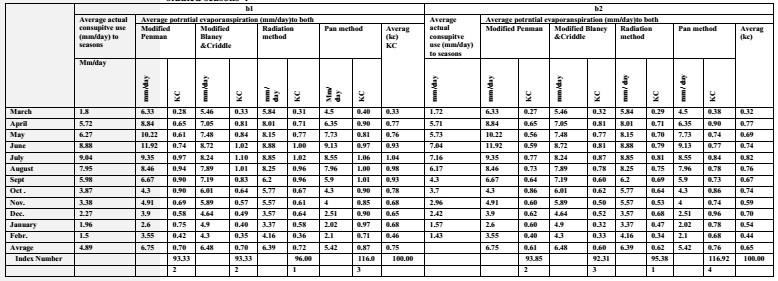 b1 b2
Average actual consupitve use (mm/day) to seasons Average potrntial evaporanspiration (mm/day)to both Average actual consupitve use (mm/day) to seasons Average potrntial evaporanspiration (mm/day)to both
Modified Penman Modified Blaney &Criddle Radiation method Pan method Averag (kc) KC Modified Penman Modified Blaney &Criddle Radiation method Pan method Averag (kc)
Mm/day mm/day KC mm/day KC mm/day KC Mm/day KC mm/day KC mm/day KC mm/day KC mm/day KC
March 1.8 6.33 0.28 5.46 0.33 5.84 0.31 4.5 0.40 0.33 1.72 6.33 0.27 5.46 0.32 5.84 0.29 4.5 0.38 0.32
April 5.72 8.84 0.65 7.05 0.81 8.01 0.71 6.35 0.90 0.77 5.71 8.84 0.65 7.05 0.81 8.01 0.71 6.35 0.90 0.77
May 6.27 10.22 0.61 7.48 0.84 8.15 0.77 7.73 0.81 0.76 5.73 10.22 0.56 7.48 0.77 8.15 0.70 7.73 0.74 0.69
June 8.88 11.92 0.74 8.72 1.02 8.88 1.00 9.13 0.97 0.93 7.04 11.92 0.59 8.72 0.81 8.88 0.79 9.13 0.77 0.74
July 9.04 9.35 0.97 8.24 1.10 8.85 1.02 8.55 1.06 1.04 7.16 9.35 0.77 8.24 0.87 8.85 0.81 8.55 0.84 0.82
August 7.95 8.46 0.94 7.89 1.01 8.25 0.96 7.96 1.00 0.98 6.17 8.46 0.73 7.89 0.78 8.25 0.75 7.96 0.78 0.76
Sept 5.98 6.67 0.90 7.19 0.83 6.2 0.96 5.9 1.01 0.93 4.3 6.67 0.64 7.19 0.60 6.2 0.69 5.9 0.73 0.67
Oct . 3.87 4.3 0.90 6.01 0.64 5.77 0.67 4.3 0.90 0.78 3.7 4.3 0.86 6.01 0.62 5.77 0.64 4.3 0.86 0.74
Nov. 3.38 4.91 0.69 5.89 0.57 5.57 0.61 4 0.85 0.68 2.96 4.91 0.60 5.89 0.50 5.57 0.53 4 0.74 0.59
Dec. 2.27 3.9 0.58 4.64 0.49 3.57 0.64 2.51 0.90 0.65 2.42 3.9 0.62 4.64 0.52 3.57 0.68 2.51 0.96 0.70
January 1.96 2.6 0.75 4.9 0.40 3.37 0.58 2.02 0.97 0.68 1.57 2.6 0.60 4.9 0.32 3.37 0.47 2.02 0.78 0.54
Febr. 1.5 3.55 0.42 4.3 0.35 4.16 0.36 2.1 0.71 0.46 1.43 3.55 0.40 4.3 0.33 4.16 0.34 2.1 0.68 0.44
Avrage 4.89 6.75 0.70 6.48 0.70 6.39 0.72 5.42 0.87 0.75 6.75 0.61 6.48 0.60 6.39 0.62 5.42 0.76 0.65
Index Number 93.33 93.33 96.00 116.0 100.00 93.85 92.31 95.38 116.92 100.00
2 2 1 3 2 3 1 4